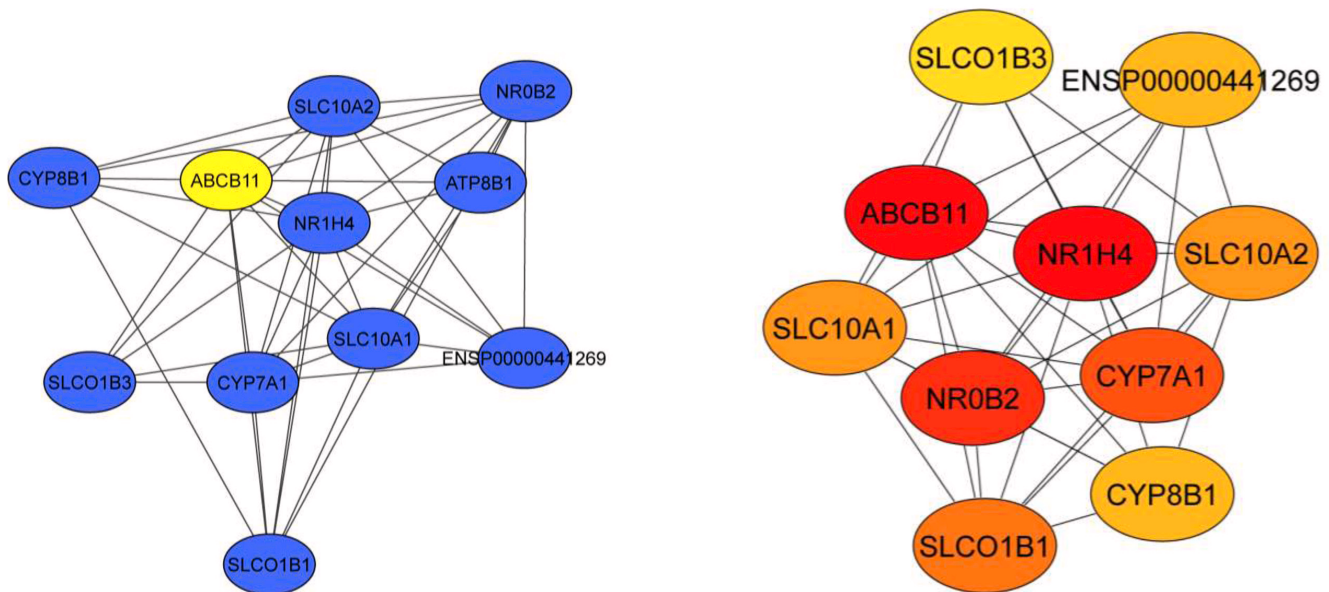 NR0B2
SLC10A2
CYP8B1
ABCB11
ATP8B1
NR1H4
SLC10A1
ENSP00000441269
SLCO1B3
CYP7A1
SLCO1B1
SLCO1B3
ENSP00000441269
ABCB11
NR1H4
SLC10A2
SLC10A1
CYP7A1
NR0B2
CYP8B1
SLCO1B1